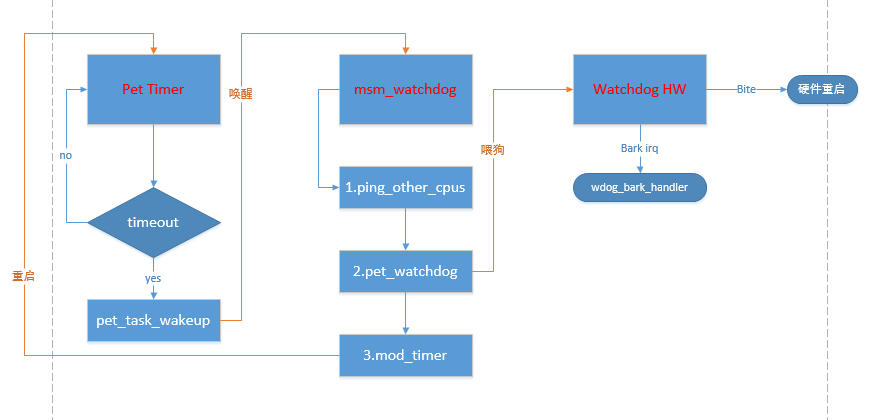 Pet Timer
唤醒
msm_watchdog
Watchdog HW
Bite
硬件重启
no
喂狗
Bark irq
1.ping_other_cpus
wdog_bark_handler
timeout
重启
yes
2.pet_watchdog
pet_task_wakeup
3.mod_timer